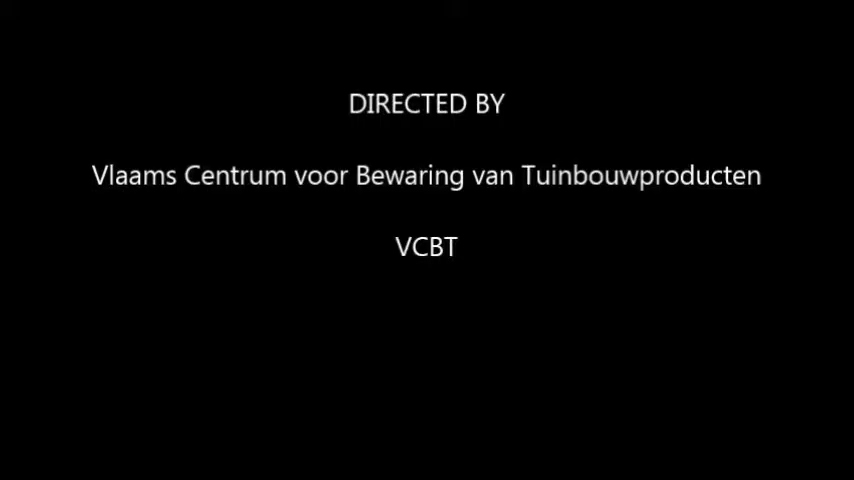 DIRECTED BY
Vlaams Centrum voor Bewaring van Tuinbouwproducten
VCBT